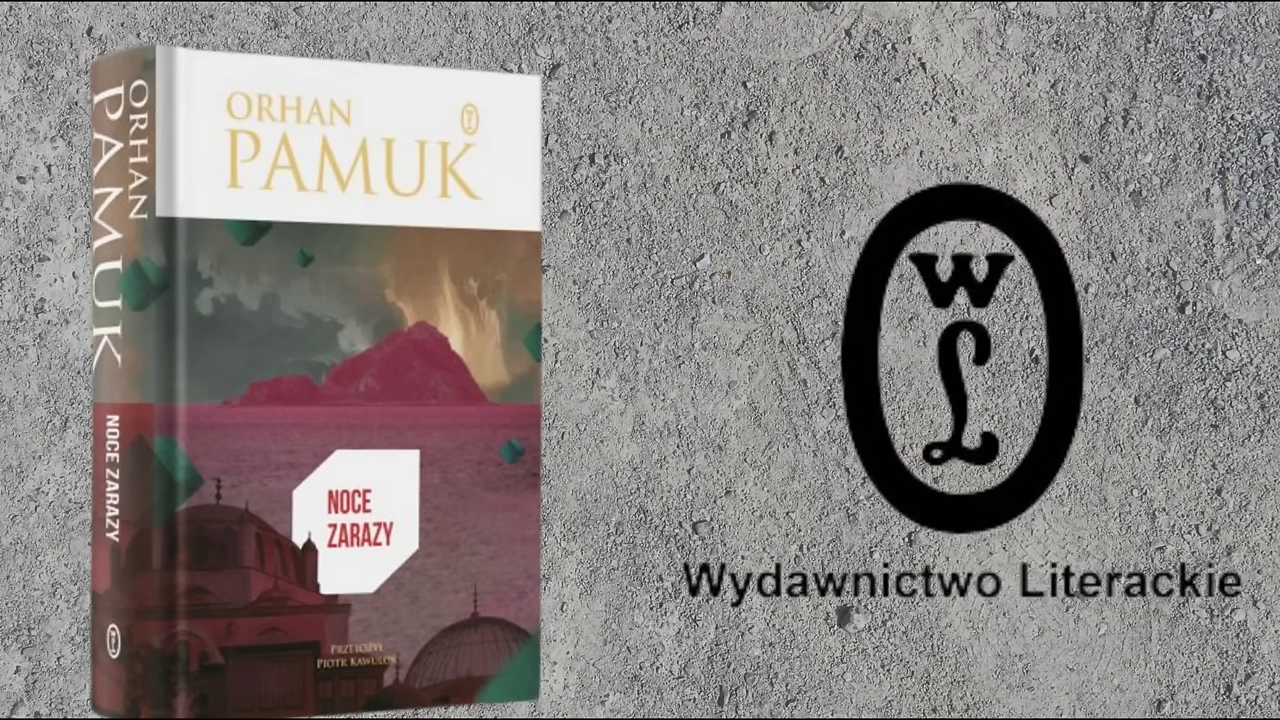 ORHAN
PAMUK
NOCE ZARAZY
ORHAN
PAMUK
NOCE
ZARAZY
PRZEŁOŻYŁ
PIOTR KAWULOK
W
Ł
Wydawnictwo Literackie